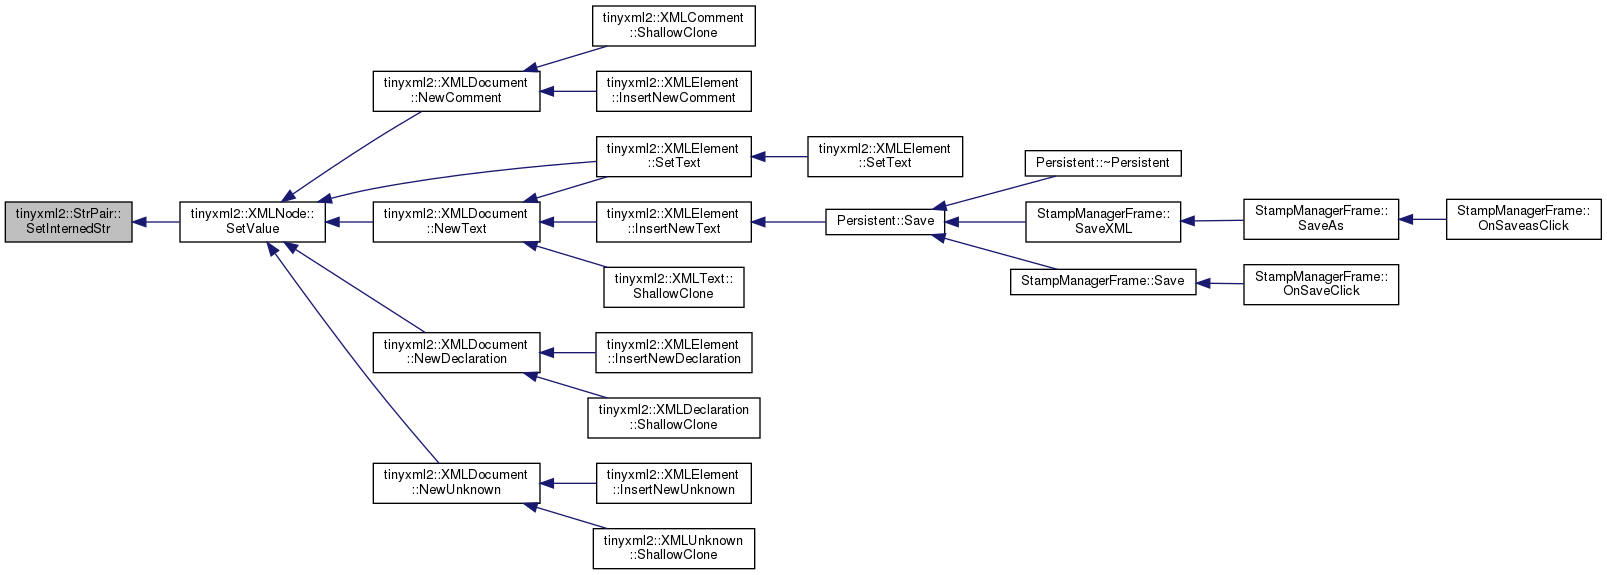 tinyxml2::XMLComment
::ShallowClone
tinyxml2::XMLDocument
::NewComment
tinyxml2::XMLElement
::InsertNewComment
tinyxml2::XMLElement
::SetText
tinyxml2::XMLElement
::SetText
Persistent::~Persistent
tinyxml2::StrPair::
SetInternedStr
tinyxml2::XMLNode::
SetValue
tinyxml2::XMLDocument
::NewText
tinyxml2::XMLElement
::InsertNewText
Persistent::Save
StampManagerFrame::
SaveXML
StampManagerFrame::
SaveAs
StampManagerFrame::
OnSaveasClick
tinyxml2::XMLText::
ShallowClone
StampManagerFrame::Save
StampManagerFrame::
OnSaveClick
tinyxml2::XMLDocument
::NewDeclaration
tinyxml2::XMLElement
::InsertNewDeclaration
tinyxml2::XMLDeclaration
::ShallowClone
tinyxml2::XMLDocument
::NewUnknown
tinyxml2::XMLElement
::InsertNewUnknown
tinyxml2::XMLUnknown
::ShallowClone